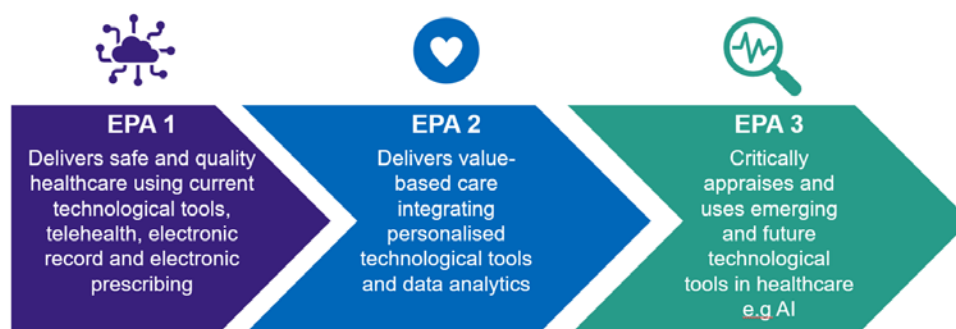 EPA 1
Delivers safe and quality
healthcare using current
technological tools,
telehealth, electronic
record and electronic
prescribing
EPA 2
Delivers value-
based care
integrating
personalised
technological tools
and data analytics
EPA 3
Critically
appraises and
uses emerging
and future
technological
tools in healthcare
e.g AI